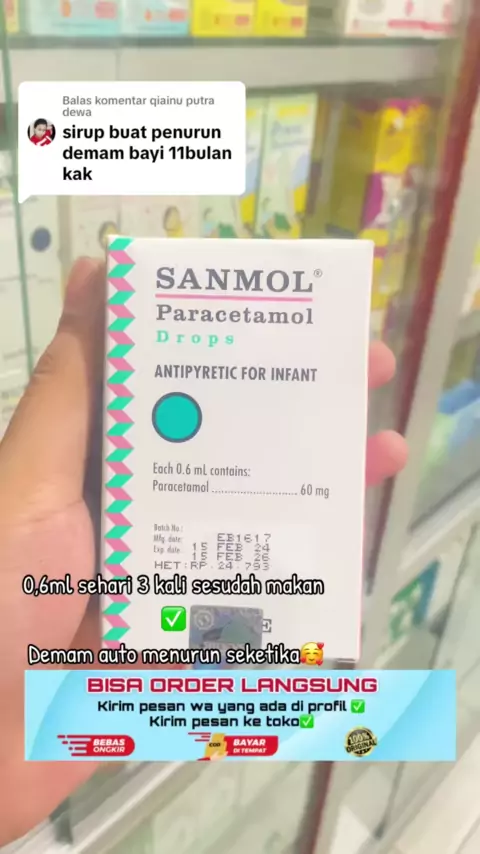 Balas komentar qiainu putra
dewa
sirup buat penurun
demam bayi 11bulan
kak
SANMOL®
Paracetamol
Drops
ANTIPYRETIC FOR INFANT
Each 0.6 mL contains:
Paracetamol ........................ 60 mg
Batch No.:
Mfg. date: EB1617
Exp. date: 15 FEB 24
15 FEB 26
HET: RP. 24.793
0,6ml sehari 3 kali sesudah makan
✅
E
Demam auto menurun seketika🥰
BISA ORDER LANGSUNG
Kirim pesan wa yang ada di profil ✅
Kirim pesan ke toko✅
BEBAS
ONGKIR
COD
BAYAR
DI TEMPAT
100%
ORIGINAL